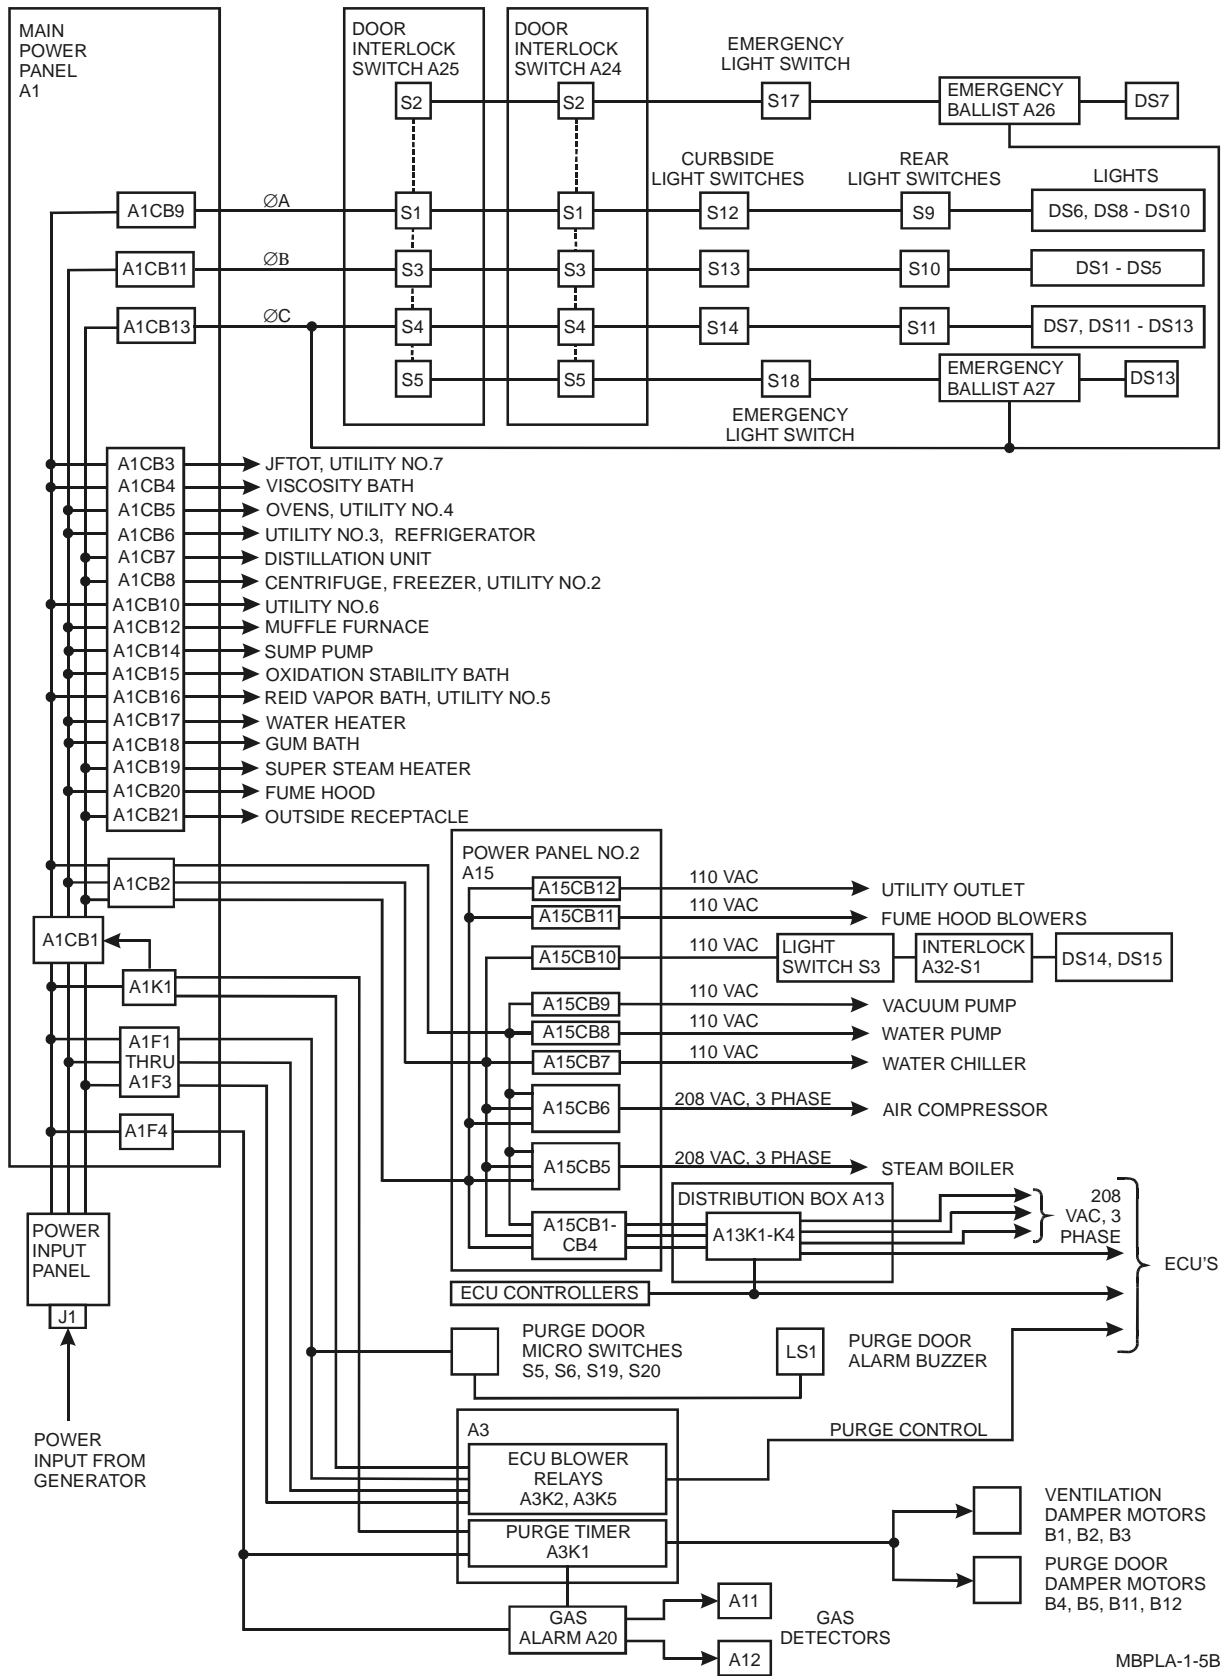 MAIN
POWER
PANEL
A1
DOOR
INTERLOCK
SWITCH A25
DOOR
INTERLOCK
SWITCH A24
EMERGENCY
LIGHT SWITCH
S2
S2
S17
EMERGENCY
BALLIST A26
DS7
CURBSIDE
LIGHT SWITCHES
REAR
LIGHT SWITCHES
LIGHTS
A1CB9
∅A
S1
S1
S12
S9
DS6, DS8 - DS10
A1CB11
∅B
S3
S3
S13
S10
DS1 - DS5
A1CB13
∅C
S4
S4
S14
S11
DS7, DS11 - DS13
S5
S5
S18
EMERGENCY
BALLIST A27
DS13
EMERGENCY
LIGHT SWITCH
A1CB3 JFTOT, UTILITY NO.7
A1CB4 VISCOSITY BATH
A1CB5 OVENS, UTILITY NO.4
A1CB6 UTILITY NO.3, REFRIGERATOR
A1CB7 DISTILLATION UNIT
A1CB8 CENTRIFUGE, FREEZER, UTILITY NO.2
A1CB10 UTILITY NO.6
A1CB12 MUFFLE FURNACE
A1CB14 SUMP PUMP
A1CB15 OXIDATION STABILITY BATH
A1CB16 REID VAPOR BATH, UTILITY NO.5
A1CB17 WATER HEATER
A1CB18 GUM BATH
A1CB19 SUPER STEAM HEATER
A1CB20 FUME HOOD
A1CB21 OUTSIDE RECEPTACLE
A1CB2
A1CB1
A1K1
A1F1
THRU
A1F3
A1F4
POWER PANEL NO.2
A15
A15CB12 110 VAC UTILITY OUTLET
A15CB11 110 VAC FUME HOOD BLOWERS
A15CB10 110 VAC
LIGHT
SWITCH S3
INTERLOCK
A32-S1
DS14, DS15
A15CB9 110 VAC VACUUM PUMP
A15CB8 110 VAC WATER PUMP
A15CB7 110 VAC WATER CHILLER
A15CB6 208 VAC, 3 PHASE AIR COMPRESSOR
A15CB5 208 VAC, 3 PHASE STEAM BOILER
A15CB1-
CB4
DISTRIBUTION BOX A13
A13K1-K4
208
VAC, 3
PHASE
ECU'S
ECU CONTROLLERS
POWER
INPUT
PANEL
J1
POWER
INPUT FROM
GENERATOR
PURGE DOOR
MICRO SWITCHES
S5, S6, S19, S20
LS1
PURGE DOOR
ALARM BUZZER
A3
ECU BLOWER
RELAYS
A3K2, A3K5
PURGE CONTROL
PURGE TIMER
A3K1
VENTILATION
DAMPER MOTORS
B1, B2, B3
PURGE DOOR
DAMPER MOTORS
B4, B5, B11, B12
GAS
ALARM A20
A11
A12
GAS
DETECTORS
MBPLA-1-5B